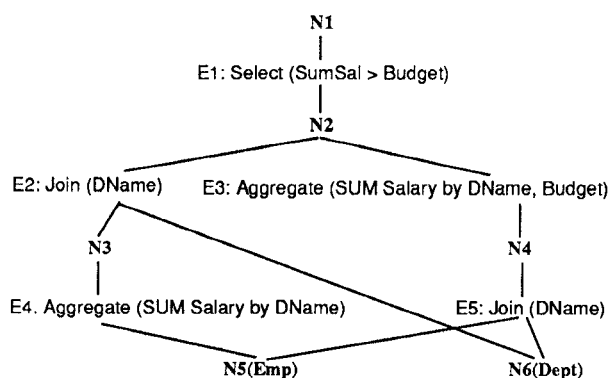 N1
E1: Select (SumSal > Budget)
N2
E2: Join (DName)
E3: Aggregate (SUM Salary by DName, Budget)
N3
N4
E4. Aggregate (SUM Salary by DName)
E5: Join (DName)
N5(Emp)
N6(Dept)